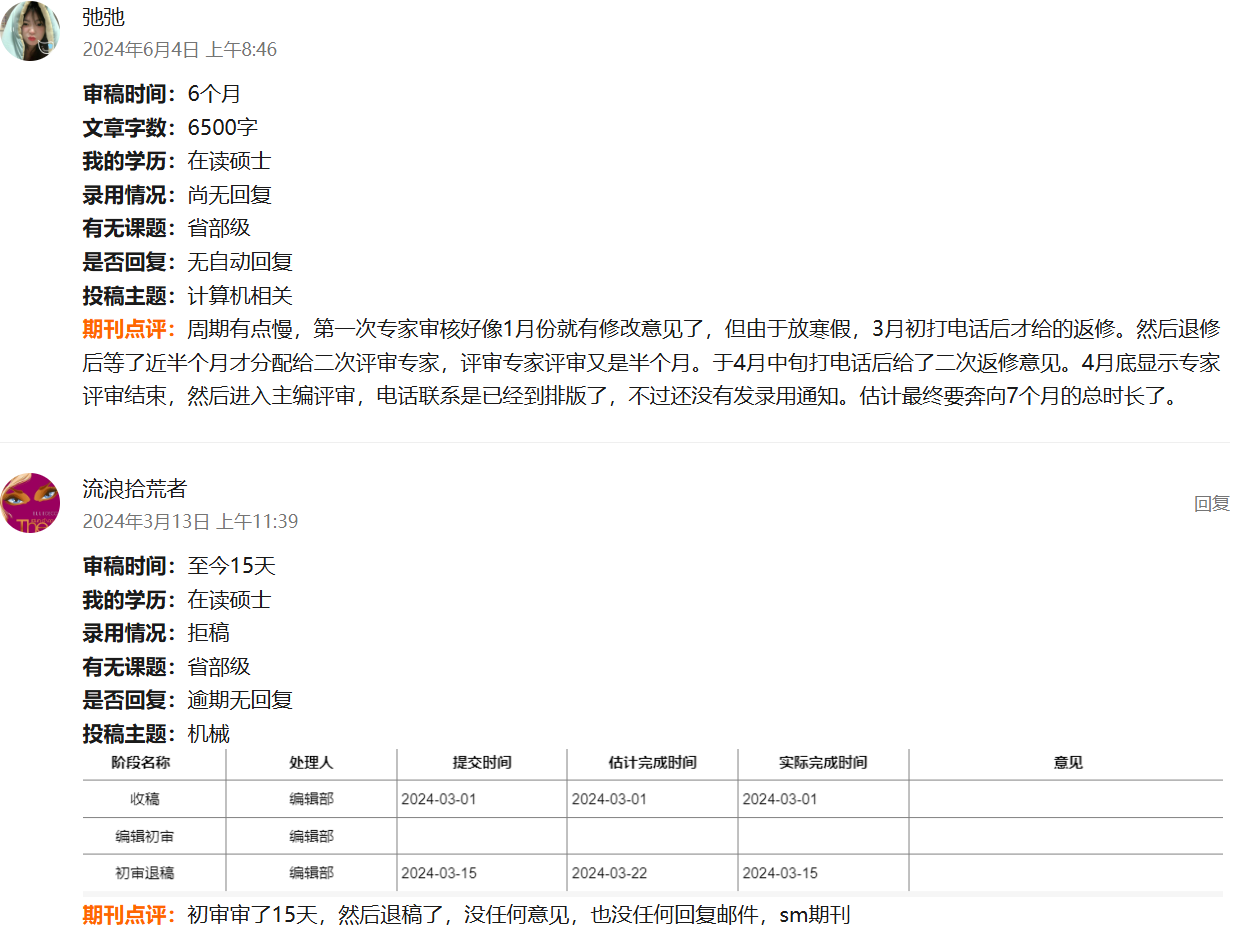 弛弛
2024年6月4日 上午8:46
审稿时间：6个月
文章字数：6500字
我的学历：在读硕士
录用情况：尚无回复
有无课题：省部级
是否回复：无自动回复
投稿主题：计算机相关
期刊点评：周期有点慢，第一次专家审核好像1月份就有修改意见了，但由于放寒假，3月初打电话后才给的返修。然后退修
后等了近半个月才分配给二次评审专家，评审专家评审又是半个月。于4月中旬打电话后给了二次返修意见。4月底显示专家
评审结束，然后进入主编评审，电话联系是已经到排版了，不过还没有发录用通知。估计最终要奔向7个月的总时长了。
流浪拾荒者
回复
2024年3月13日 上午11:39
审稿时间：至今15天
我的学历：在读硕士
录用情况：拒稿
有无课题：省部级
是否回复：逾期无回复
投稿主题：机械
阶段名称 处理人 提交时间 估计完成时间 实际完成时间 意见
收稿 编辑部 2024-03-01 2024-03-01 2024-03-01
编辑初审 编辑部
初审退稿 编辑部 2024-03-15 2024-03-22 2024-03-15
期刊点评：初审审了15天，然后退稿了，没任何意见，也没任何回复邮件，sm期刊
The